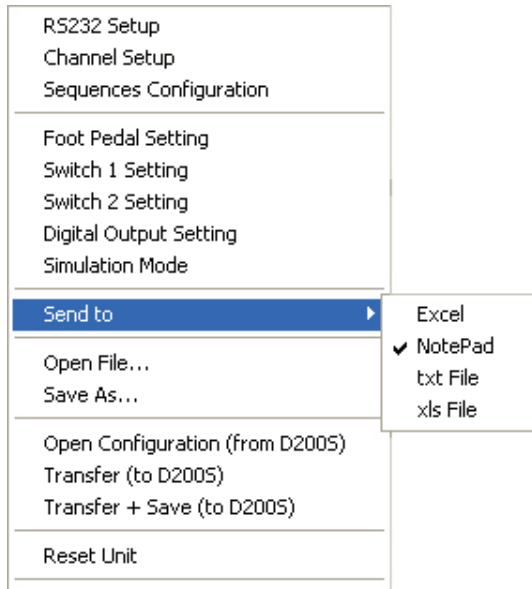 RS232 Setup
Channel Setup
Sequences Configuration
Foot Pedal Setting
Switch 1 Setting
Switch 2 Setting
Digital Output Setting
Simulation Mode
Send to
Excel
NotePad
txt File
xls File
Open File...
Save As...
Open Configuration (from D200S)
Transfer (to D200S)
Transfer + Save (to D200S)
Reset Unit